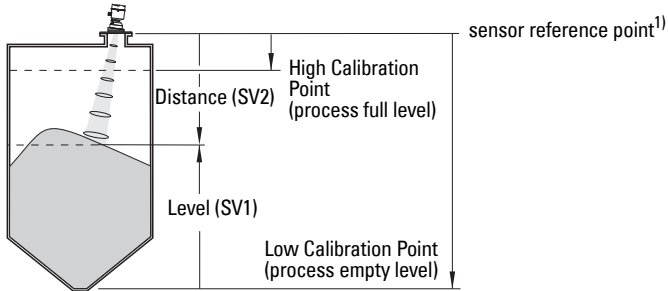 sensor reference point1)
High Calibration
Point
(process full level)
Distance (SV2)
Level (SV1)
Low Calibration Point
(process empty level)